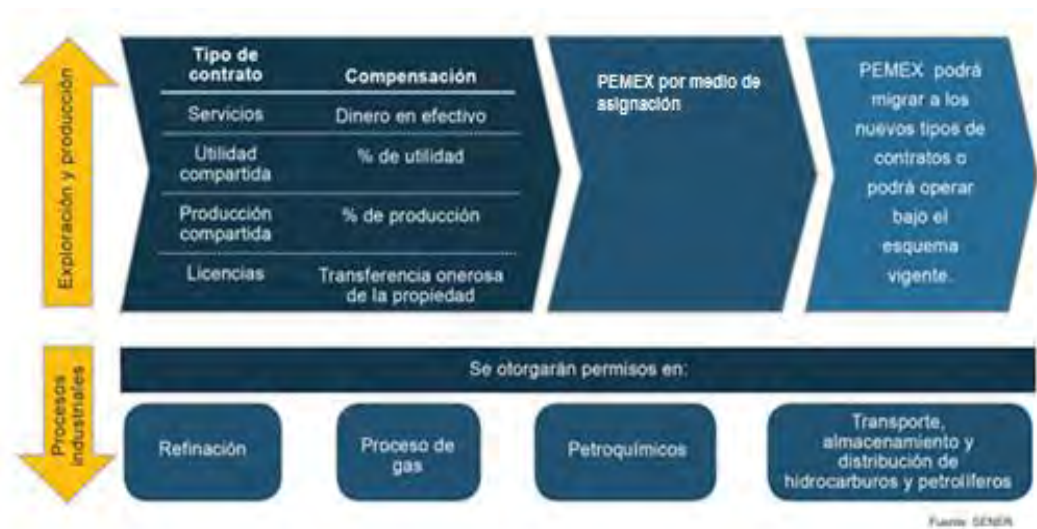 Exploración y producción
Tipo de
contrato
Compensación
Servicios
Dinero en efectivo
Utilidad
compartida
% de utilidad
Producción
compartida
% de producción
Licencias
Transferencia onerosa
de la propiedad
PEMEX por medio de
asignación
PEMEX podrá
migrar a los
nuevos tipos de
contratos o
podrá operar
bajo el
esquema
vigente.
Procesos
industriales
Se otorgarán permisos en:
Refinación
Proceso de
gas
Petroquímicos
Transporte,
almacenamiento y
distribución de
hidrocarburos y petrolíferos
Fuente: SENER